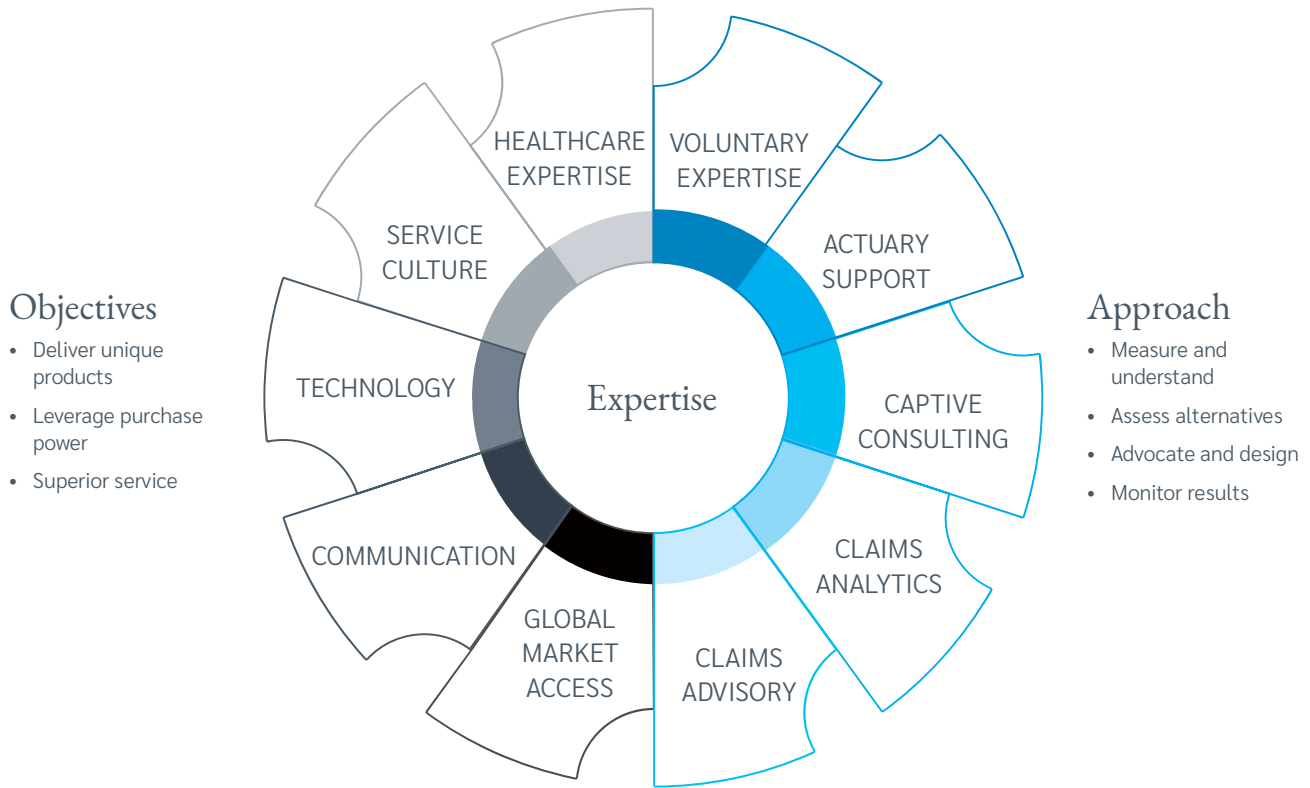 HEALTHCARE
EXPERTISE
VOLUNTARY
EXPERTISE
ACTUARY
SUPPORT
CAPTIVE
CONSULTING
CLAIMS
ANALYTICS
CLAIMS
ADVISORY
GLOBAL
MARKET
ACCESS
COMMUNICATION
TECHNOLOGY
SERVICE
CULTURE
Expertise
Objectives
• Deliver unique
products
• Leverage purchase
power
• Superior service
Approach
• Measure and
understand
• Assess alternatives
• Advocate and design
• Monitor results